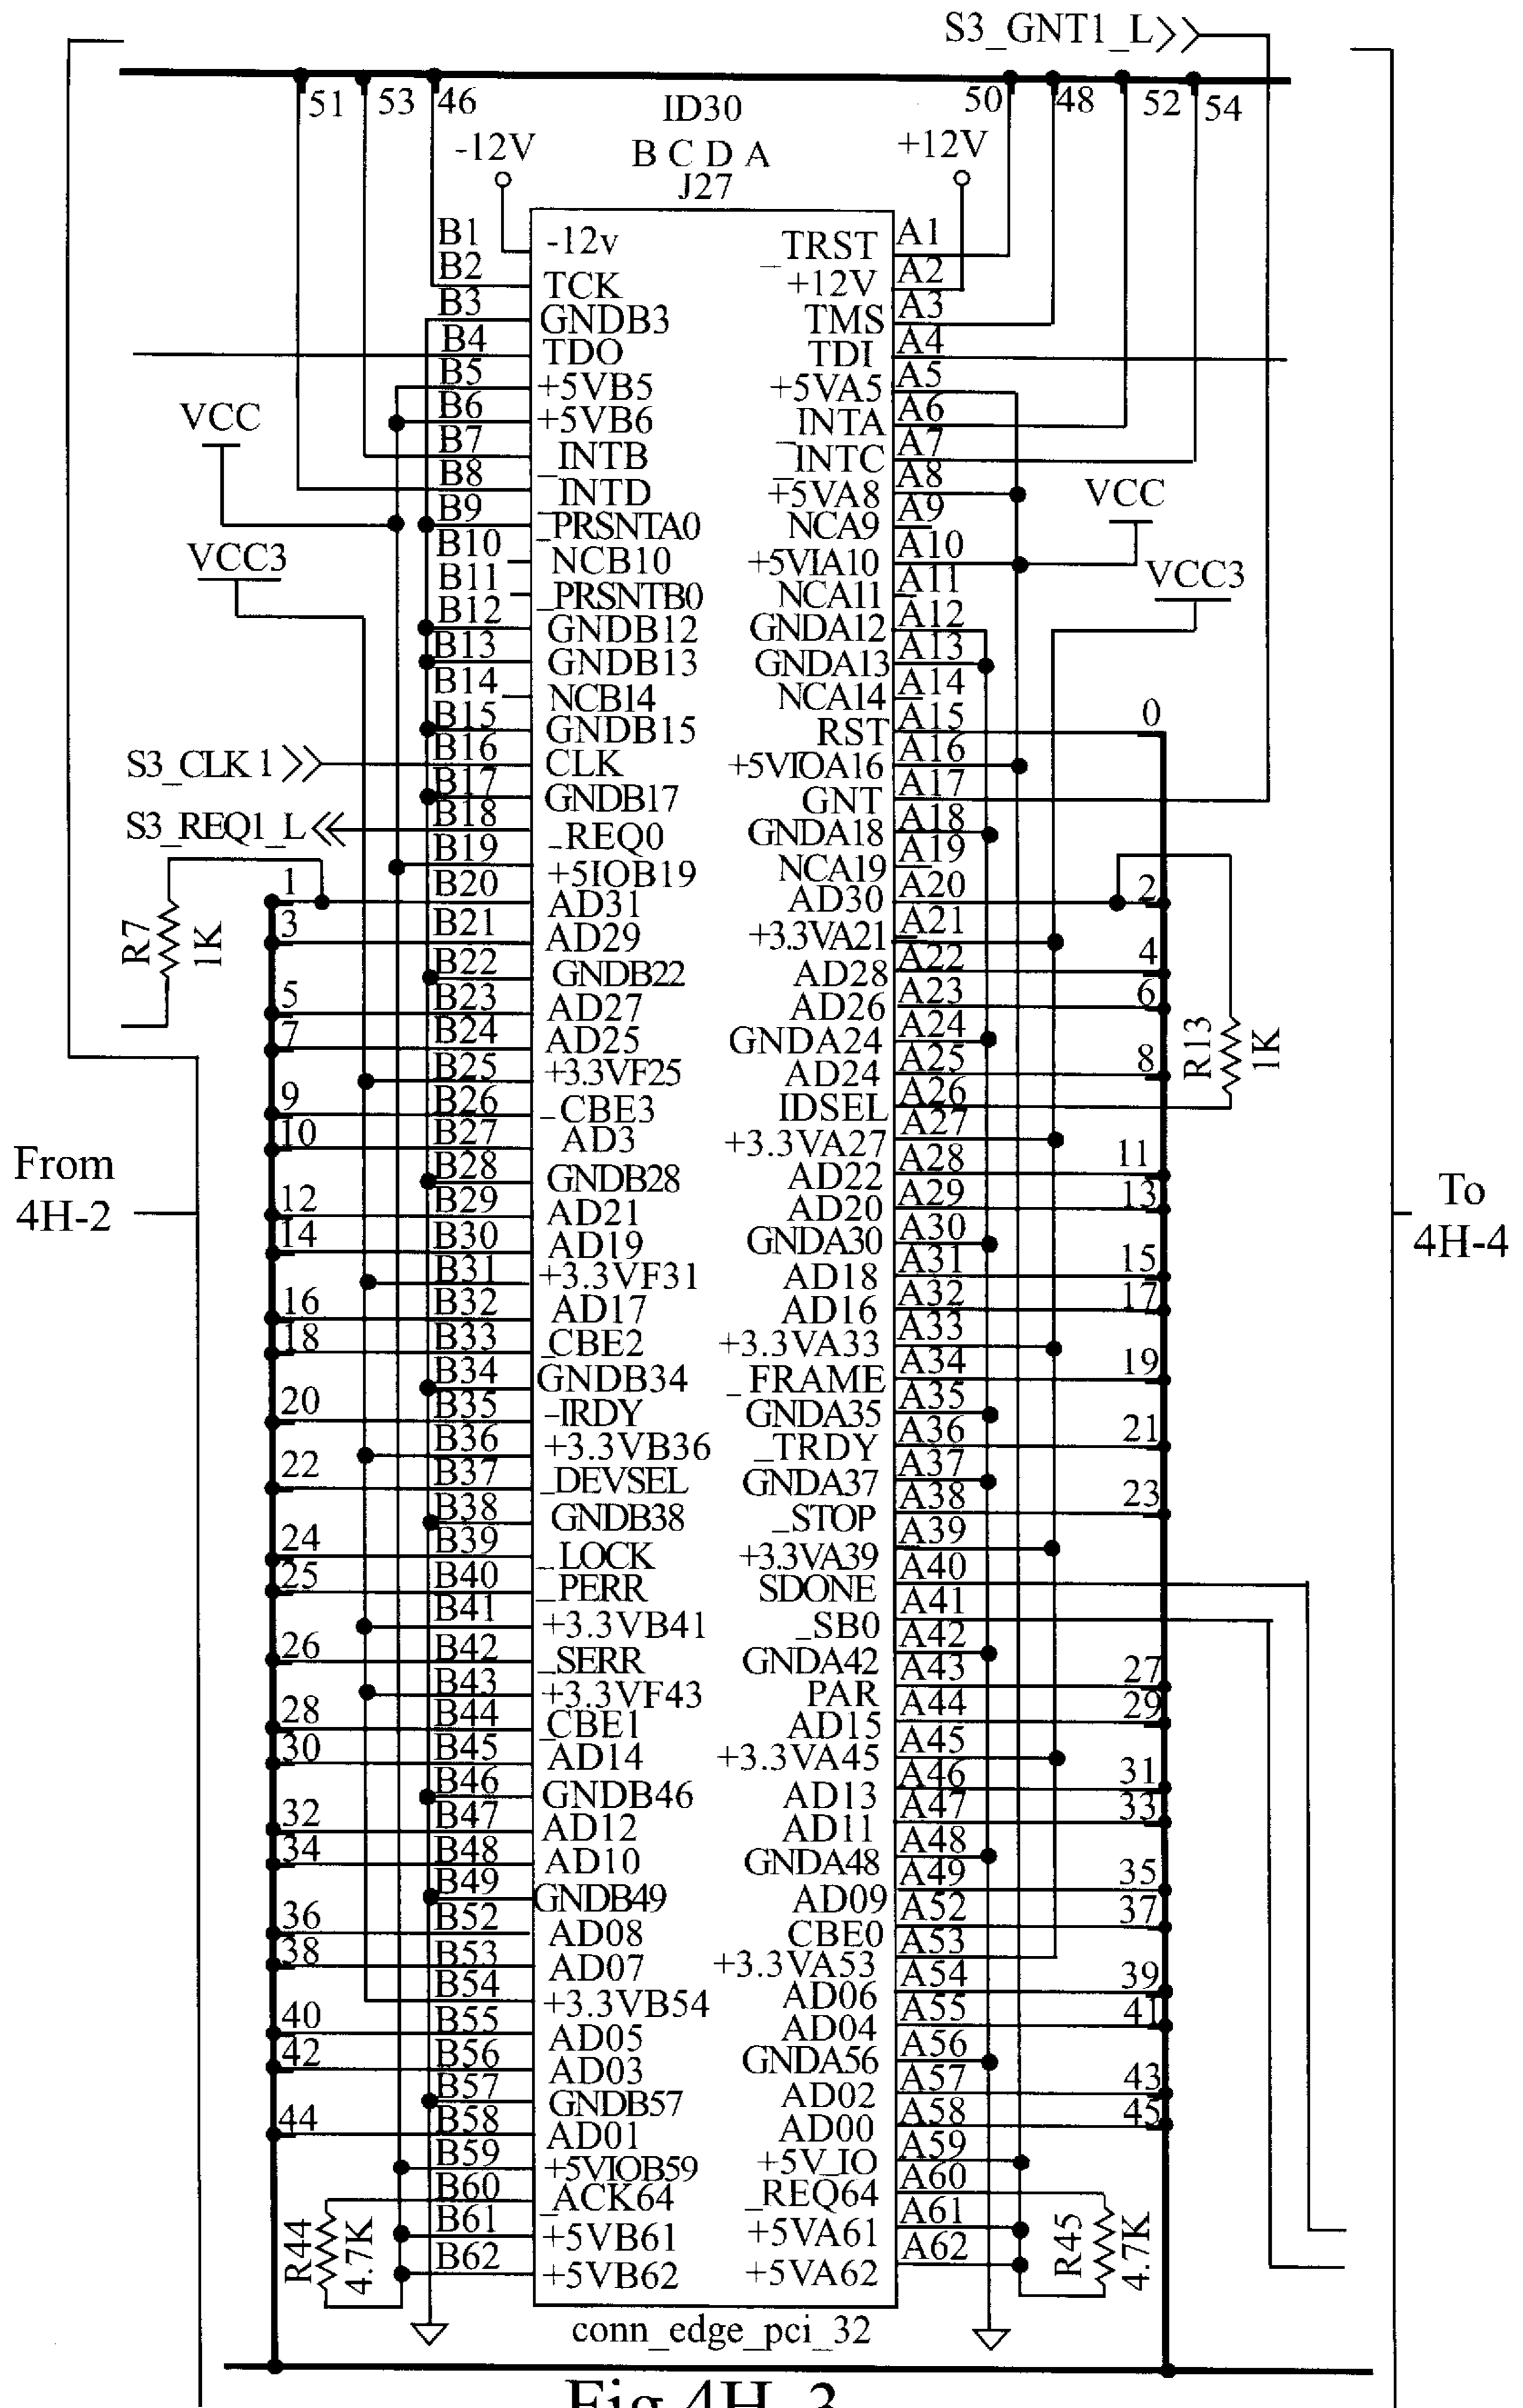 S3_GNT1_L
51 53 46 ID30 50 48 52 54
-12V B C D A +12V
J27
B1 -12v _TRST A1
B2 TCK +12V A2
B3 GNDB3 TMS A3
B4 TDO TDI A4
B5 +5VB5 +5VA5 A5
VCC B6 +5VB6 INTA A6
B7 _INTB _INTC A7
B8 _INTD +5VA8 A8 VCC
B9 _PRSNTA0 NCA9 A9
VCC3 B10 NCB10 +5VIA10 A10 VCC3
B11 _PRSNTB0 NCA11 A11
B12 GNDB12 GNDA12 A12
B13 GNDB13 GNDA13 A13
B14 NCB14 NCA14 A14
B15 GNDB15 RST A15 0
S3_CLK 1 B16 CLK +5VIOA16 A16
B17 GNDB17 GNT A17
S3_REQ1_L B18 _REQ0 GNDA18 A18
B19 +5IOB19 NCA19 A19
1 B20 AD31 AD30 A20 2
R7 1K 3 B21 AD29 +3.3VA21 A21
B22 GNDB22 AD28 A22 4
5 B23 AD27 AD26 A23 6
7 B24 AD25 GNDA24 A24 R13 1K
B25 +3.3VF25 AD24 A25 8
9 B26 _CBE3 IDSEL A26
10 B27 AD3 +3.3VA27 A27
From B28 GNDB28 AD22 A28 11 To
4H-2 12 B29 AD21 AD20 A29 13 4H-4
14 B30 AD19 GNDA30 A30
B31 +3.3VF31 AD18 A31 15
16 B32 AD17 AD16 A32 17
18 B33 _CBE2 +3.3VA33 A33
B34 GNDB34 _FRAME A34 19
20 B35 -IRDY GNDA35 A35
B36 +3.3VB36 _TRDY A36 21
22 B37 _DEVSEL GNDA37 A37
B38 GNDB38 _STOP A38 23
24 B39 _LOCK +3.3VA39 A39
25 B40 _PERR SDONE A40
B41 +3.3VB41 _SB0 A41
26 B42 _SERR GNDA42 A42
B43 +3.3VF43 PAR A43 27
28 B44 _CBE1 AD15 A44 29
30 B45 AD14 +3.3VA45 A45
B46 GNDB46 AD13 A46 31
32 B47 AD12 AD11 A47 33
34 B48 AD10 GNDA48 A48
B49 GNDB49 AD09 A49 35
36 B52 AD08 CBE0 A52 37
38 B53 AD07 +3.3VA53 A53
B54 +3.3VB54 AD06 A54 39
40 B55 AD05 AD04 A55 41
42 B56 AD03 GNDA56 A56
B57 GNDB57 AD02 A57 43
44 B58 AD01 AD00 A58 45
B59 +5VIOB59 +5V_IO A59
B60 _ACK64 _REQ64 A60
R44 4.7K B61 +5VB61 +5VA61 A61 R45 4.7K
B62 +5VB62 +5VA62 A62
conn_edge_pci_32
Fig 4H-3